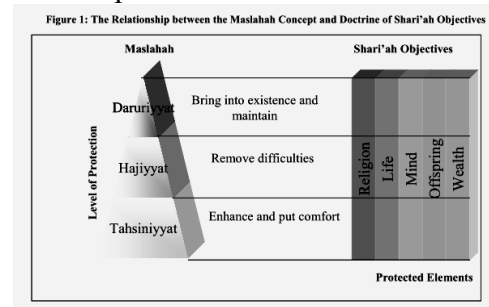 Figure 1: The Relationship between the Maslahah Concept and Doctrine of Shari'ah Objectives
Maslahah
Shari'ah Objectives
Level of Protection
Daruriyyat
Bring into existence and
maintain
Hajiyyat
Remove difficulties
Tahsiniyyat
Enhance and put comfort
Religion
Life
Mind
Offspring
Wealth
Protected Elements